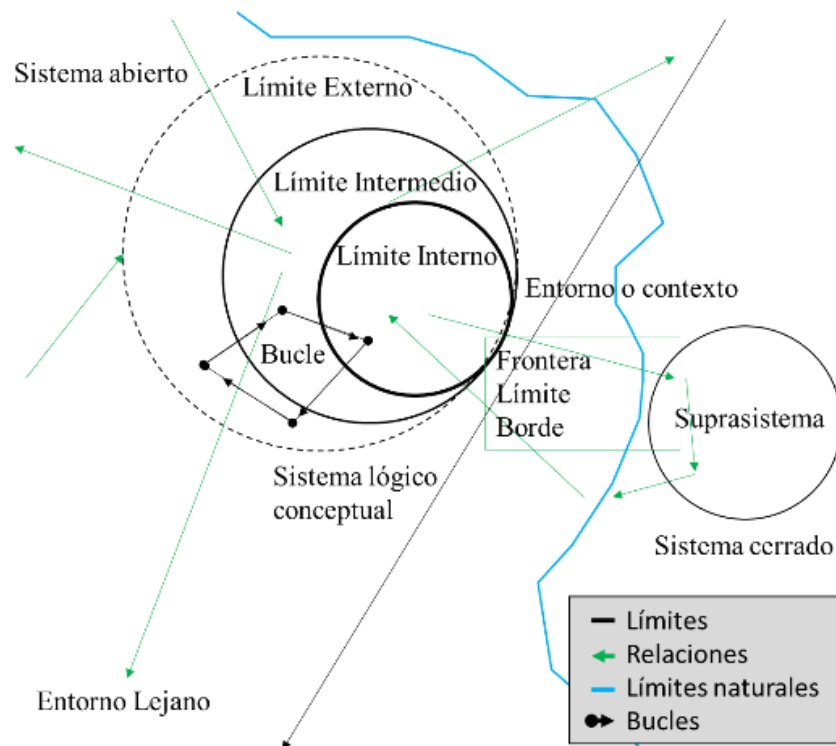 Sistema abierto
Límite Externo
Límite Intermedio
Límite Interno
Entorno o contexto
Bucle
Frontera
Límite
Borde
Suprasistema
Sistema lógico
conceptual
Sistema cerrado
Entorno Lejano
Límites
Relaciones
Límites naturales
Bucles